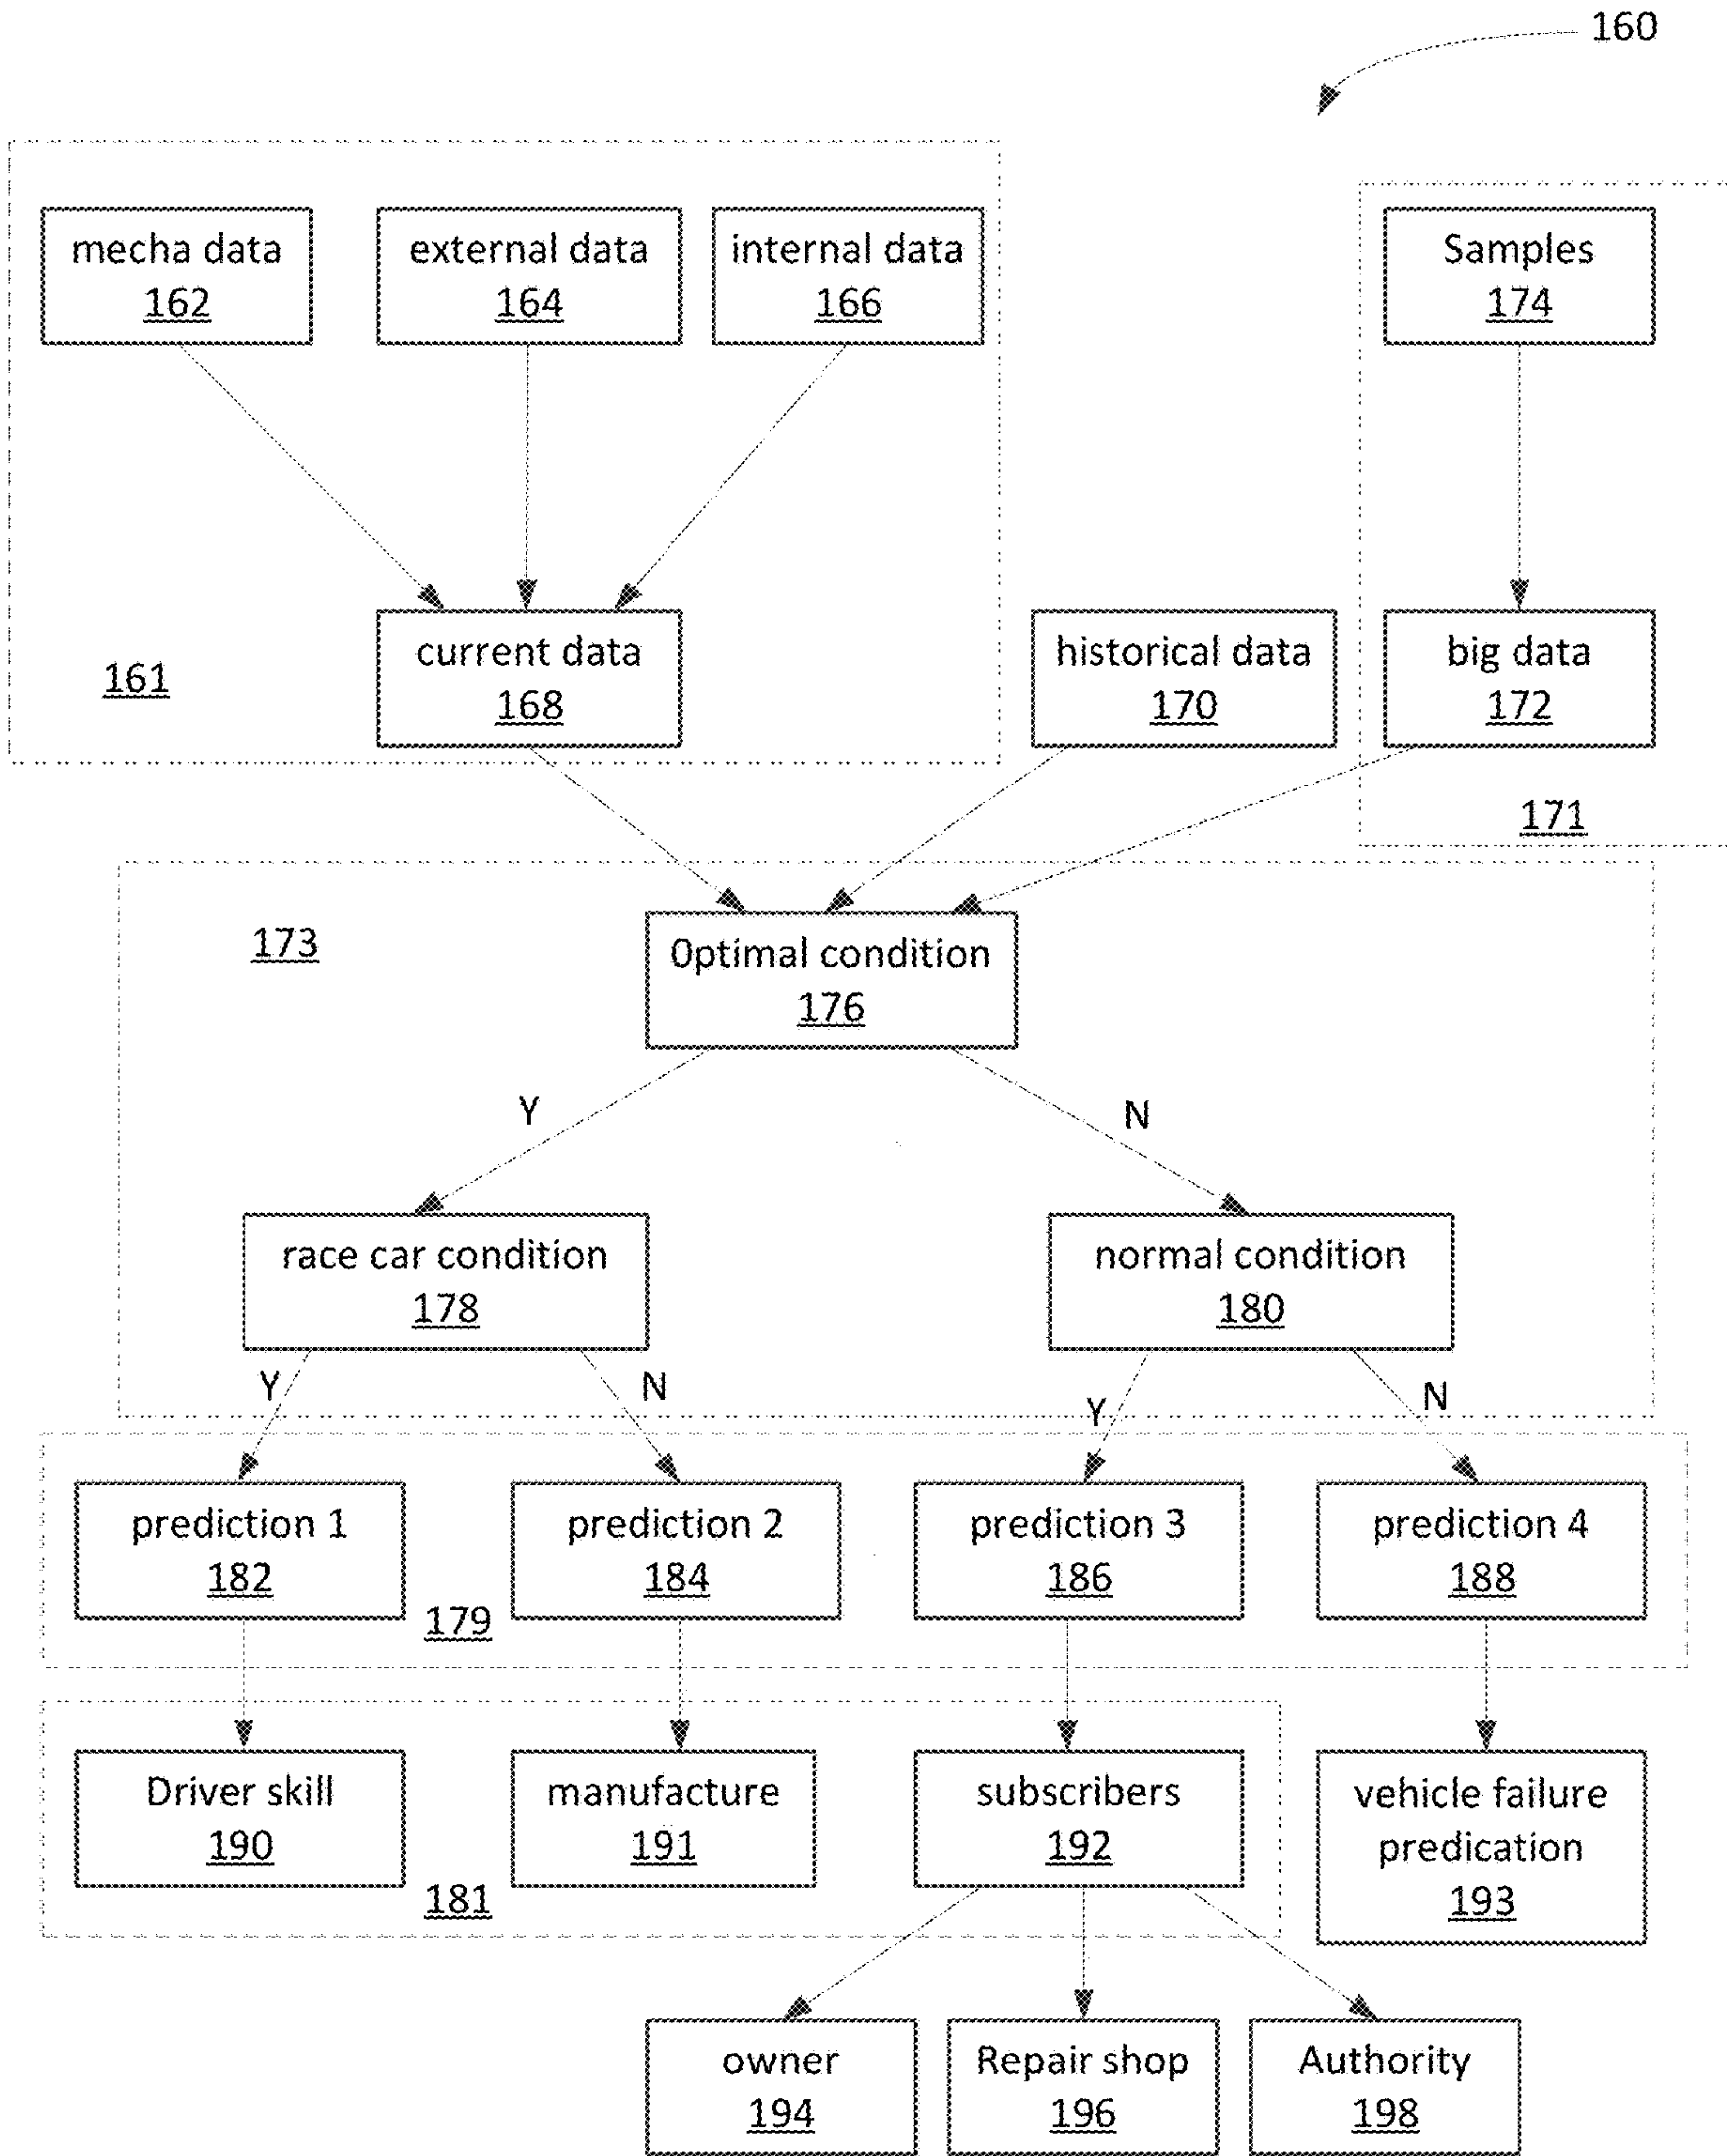 160
mecha data
162
external data
164
internal data
166
Samples
174
current data
168
161
historical data
170
big data
172
171
173
0ptimal condition
176
Y
N
race car condition
178
normal condition
180
Y
N
Y
N
prediction 1
182
prediction 2
184
prediction 3
186
prediction 4
188
179
Driver skill
190
manufacture
191
subscribers
192
vehicle failure
predication
193
181
owner
194
Repair shop
196
Authority
198